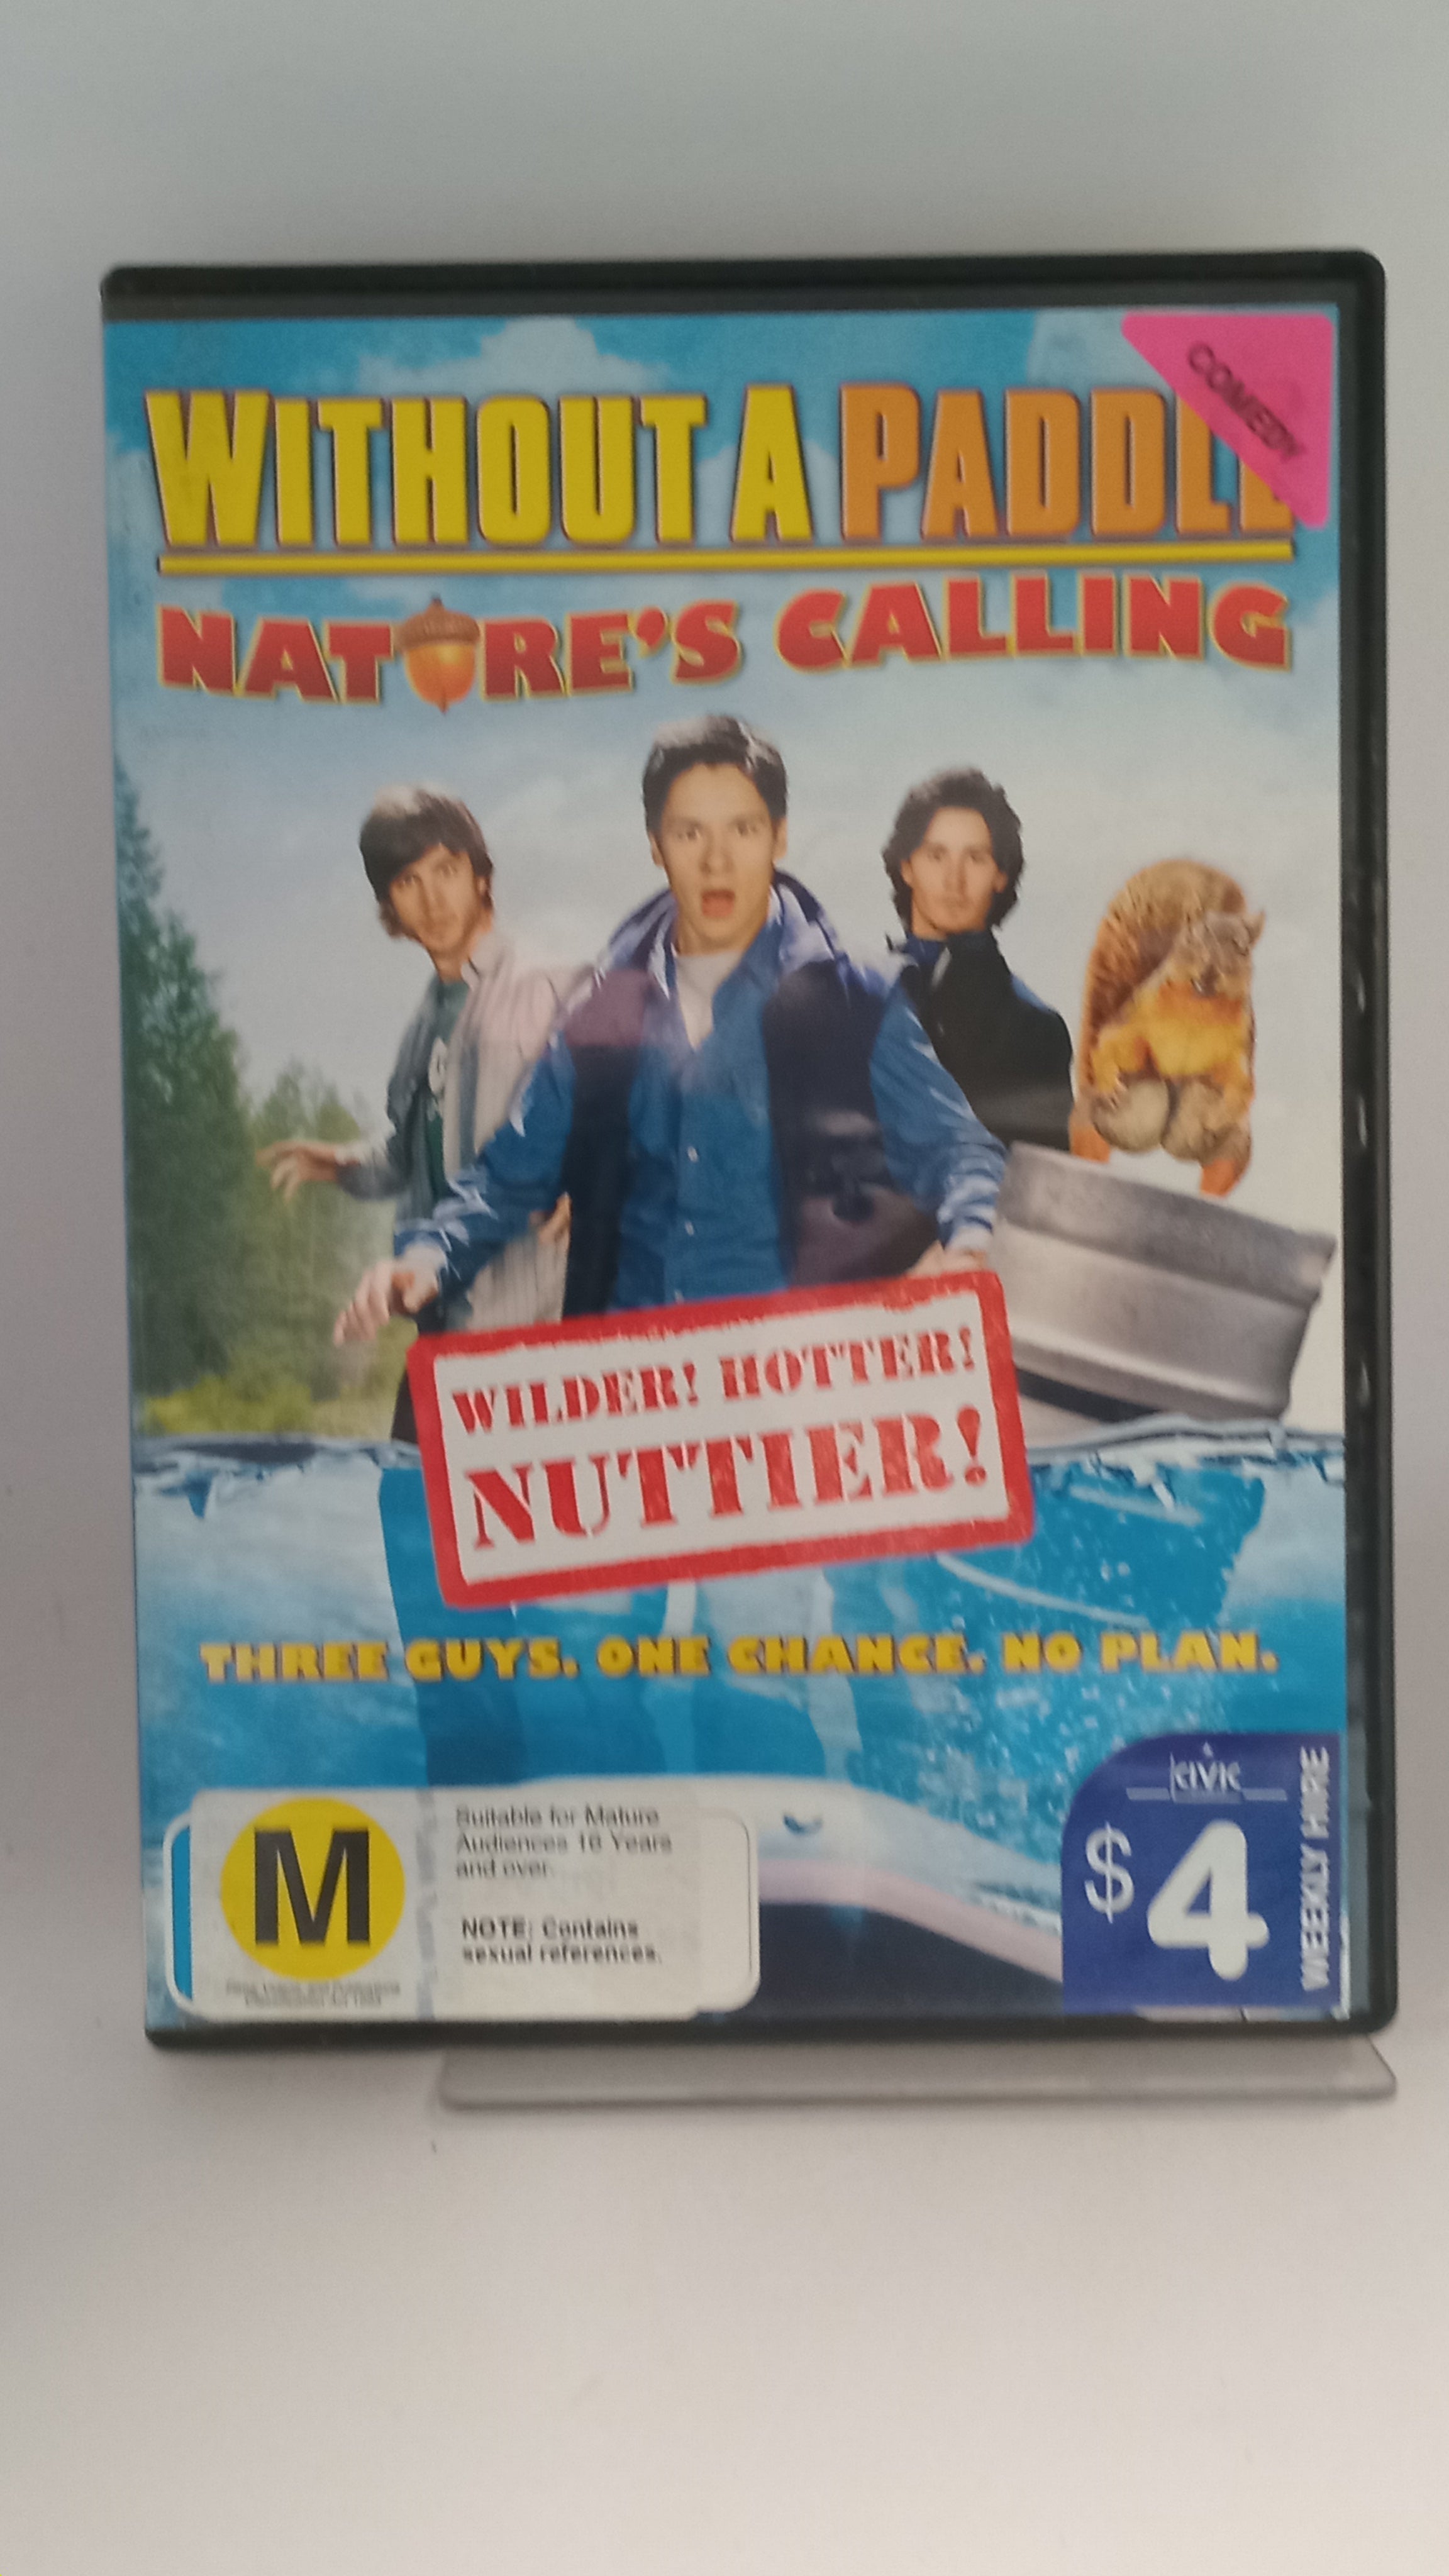 COMEDY
WITHOUT A PADDLE
NATURE'S CALLING
WILDER! HOTTER!
NUTTIER!
THREE GUYS. ONE CHANCE. NO PLAN.
M
Suitable for Mature
Audiences 16 Years
and over.
NOTE: Contains
sexual references.
CIVIC
$4
WEEKLY HIRE